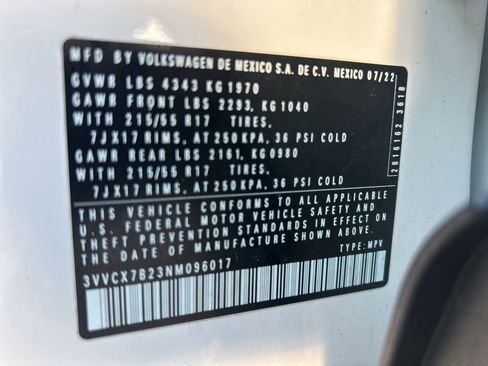 MFD BY VOLKSWAGEN DE MEXICO S.A. DE C.V. MEXICO 07/22
GVWR LBS 4343 KG 1970
GAWR FRONT LBS 2293, KG 1040
WITH 215/55 R17 TIRES,
7JX17 RIMS, AT 250 KPA, 36 PSI COLD
GAWR REAR LBS 2161, KG 0980
WITH 215/55 R17 TIRES,
7JX17 RIMS, AT 250 KPA, 36 PSI COLD
THIS VEHICLE CONFORMS TO ALL APPLICABLE
U.S. FEDERAL MOTOR VEHICLE SAFETY AND
THEFT PREVENTION STANDARDS IN EFFECT ON
THE DATE OF MANUFACTURE SHOWN ABOVE
3VVCX7B23NM096017 TYPE: MPV
2816162 3618